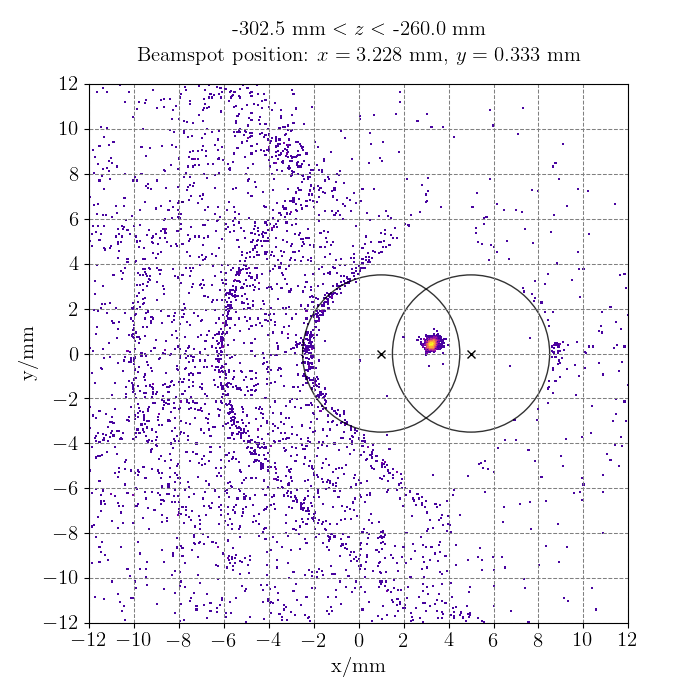 -302.5 mm < z < -260.0 mm
Beamspot position: x = 3.228 mm, y = 0.333 mm
12
10
8
6
4
2
0
−2
−4
−6
−8
−10
−12
y/mm
−12 −10 −8 −6 −4 −2 0 2 4 6 8 10 12
x/mm